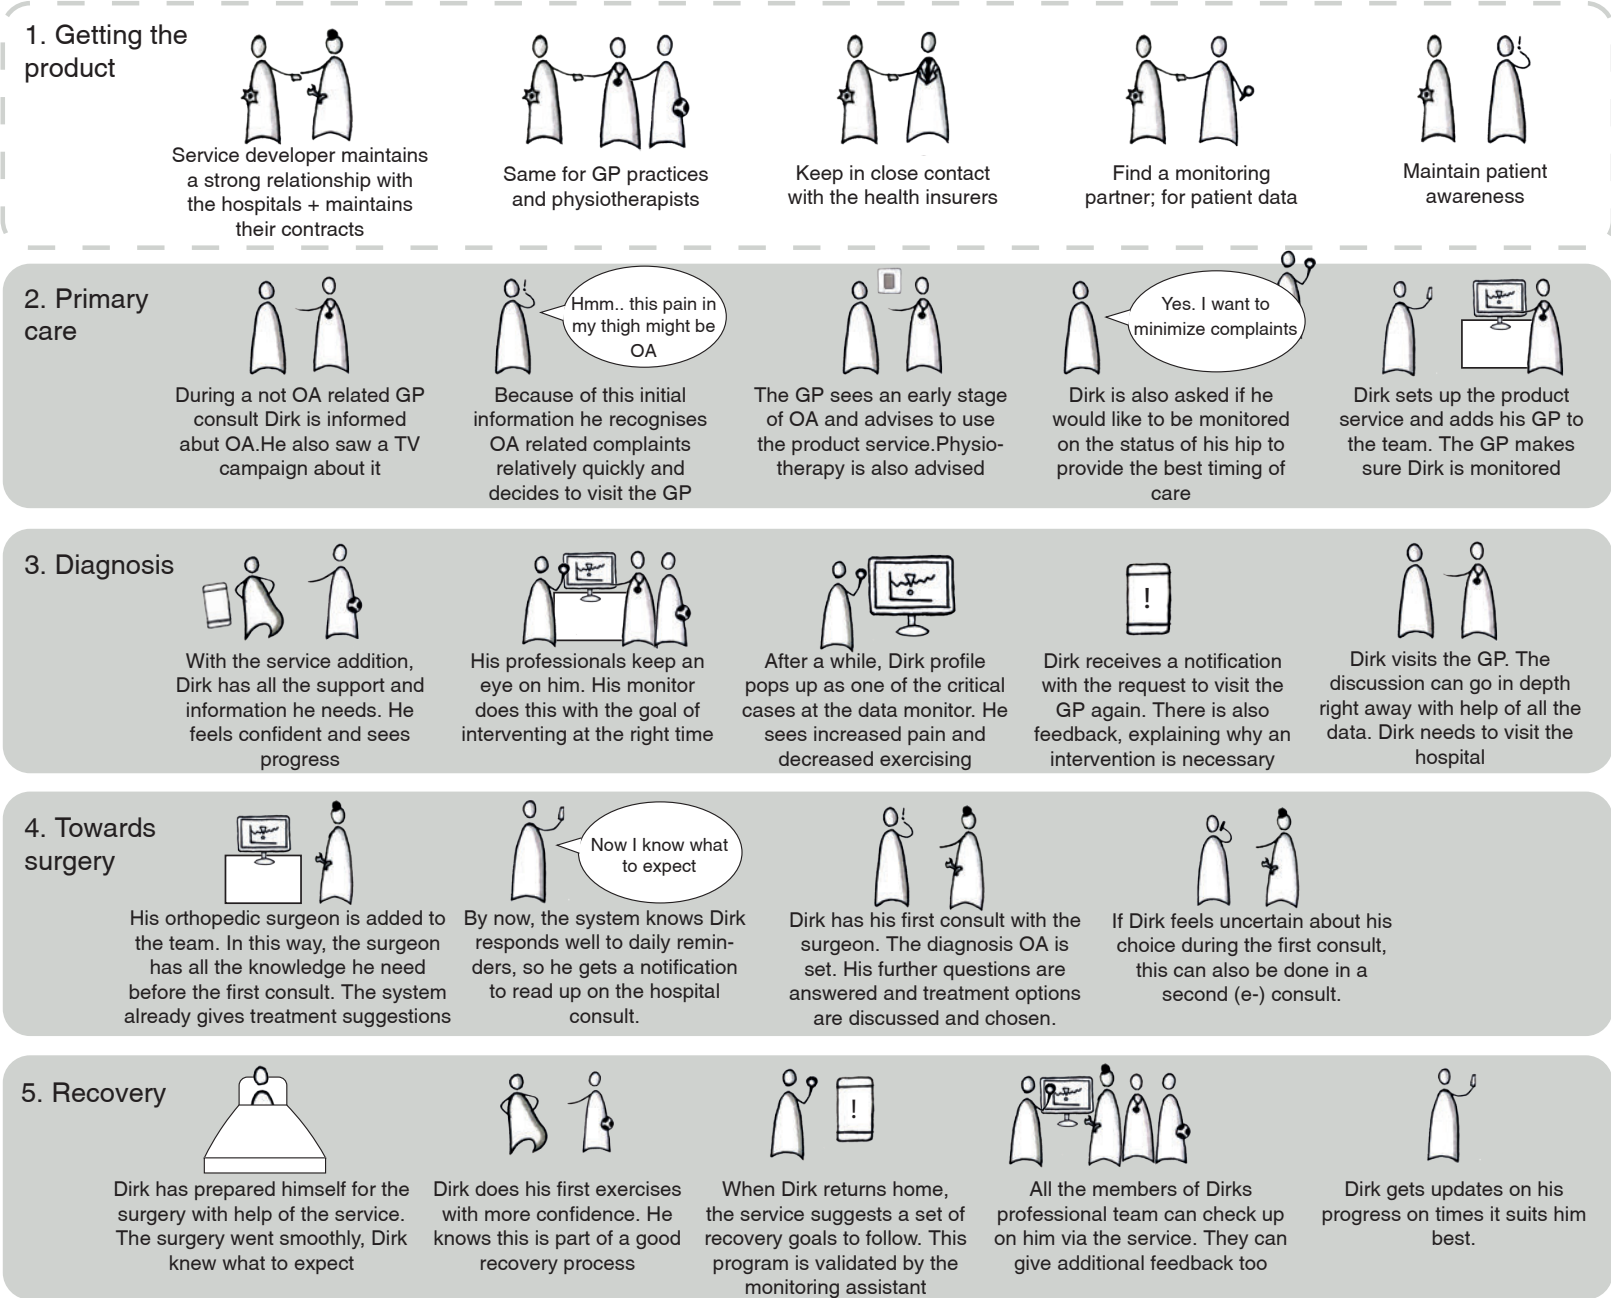 1. Getting the
product
Service developer maintains
a strong relationship with
the hospitals + maintains
their contracts
Same for GP practices
and physiotherapists
Keep in close contact
with the health insurers
Find a monitoring
partner; for patient data
Maintain patient
awareness
2. Primary
care
During a not OA related GP
consult Dirk is informed
abut OA.He also saw a TV
campaign about it
Hmm.. this pain in
my thigh might be
OA
Because of this initial
information he recognises
OA related complaints
relatively quickly and
decides to visit the GP
The GP sees an early stage
of OA and advises to use
the product service.Physio-
therapy is also advised
Yes. I want to
minimize complaints
Dirk is also asked if he
would like to be monitored
on the status of his hip to
provide the best timing of
care
Dirk sets up the product
service and adds his GP to
the team. The GP makes
sure Dirk is monitored
3. Diagnosis
With the service addition,
Dirk has all the support and
information he needs. He
feels confident and sees
progress
His professionals keep an
eye on him. His monitor
does this with the goal of
interventing at the right time
After a while, Dirk profile
pops up as one of the critical
cases at the data monitor. He
sees increased pain and
decreased exercising
!
Dirk receives a notification
with the request to visit the
GP again. There is also
feedback, explaining why an
intervention is necessary
Dirk visits the GP. The
discussion can go in depth
right away with help of all the
data. Dirk needs to visit the
hospital
4. Towards
surgery
His orthopedic surgeon is added to
the team. In this way, the surgeon
has all the knowledge he need
before the first consult. The system
already gives treatment suggestions
Now I know what
to expect
By now, the system knows Dirk
responds well to daily remin-
ders, so he gets a notification
to read up on the hospital
consult.
Dirk has his first consult with the
surgeon. The diagnosis OA is
set. His further questions are
answered and treatment options
are discussed and chosen.
If Dirk feels uncertain about his
choice during the first consult,
this can also be done in a
second (e-) consult.
5. Recovery
Dirk has prepared himself for the
surgery with help of the service.
The surgery went smoothly, Dirk
knew what to expect
Dirk does his first exercises
with more confidence. He
knows this is part of a good
recovery process
!
When Dirk returns home,
the service suggests a set of
recovery goals to follow. This
program is validated by the
monitoring assistant
All the members of Dirks
professional team can check up
on him via the service. They can
give additional feedback too
Dirk gets updates on his
progress on times it suits him
best.